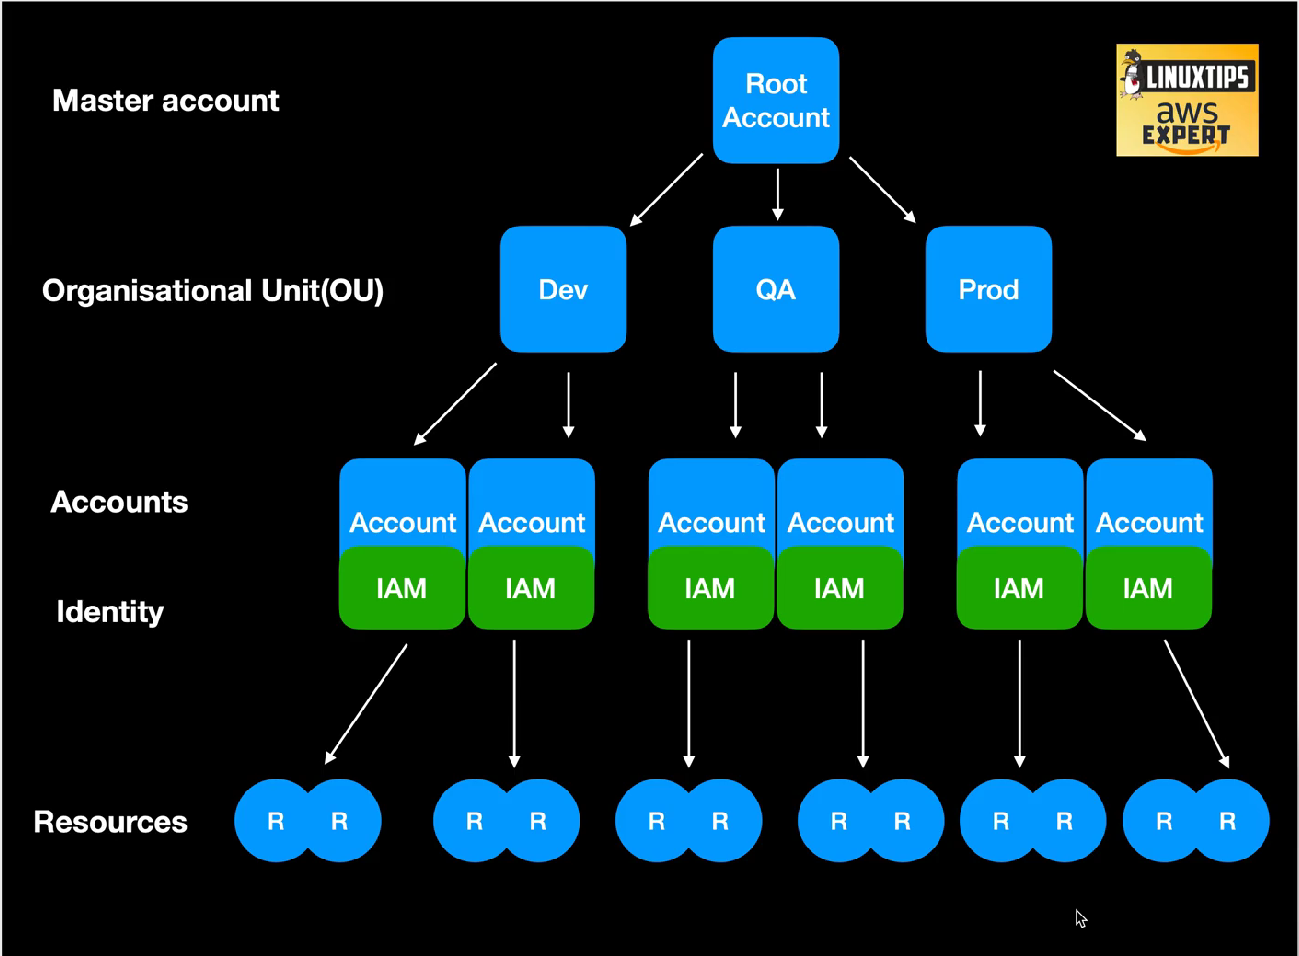 Master account
Root
Account
LINUXTIPS
aws
EXPERT
Organisational Unit(OU)
Dev
QA
Prod
Accounts
Account
Account
Account
Account
Account
Account
Identity
IAM
IAM
IAM
IAM
IAM
IAM
Resources
R R
R R
R R
R R
R R
R R